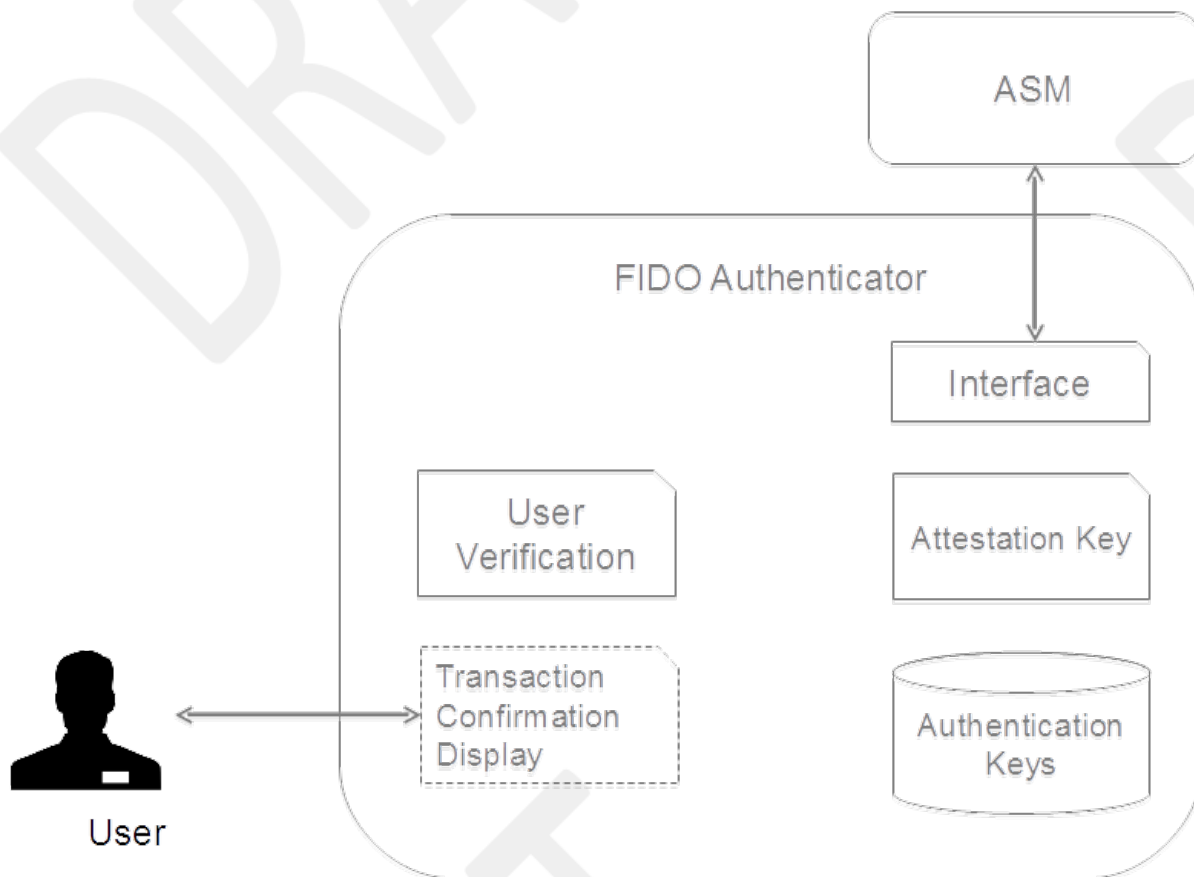 ASM
FIDO Authenticator
Interface
User
Verification
Attestation Key
Transaction
Confirmation
Display
Authentication
Keys
User